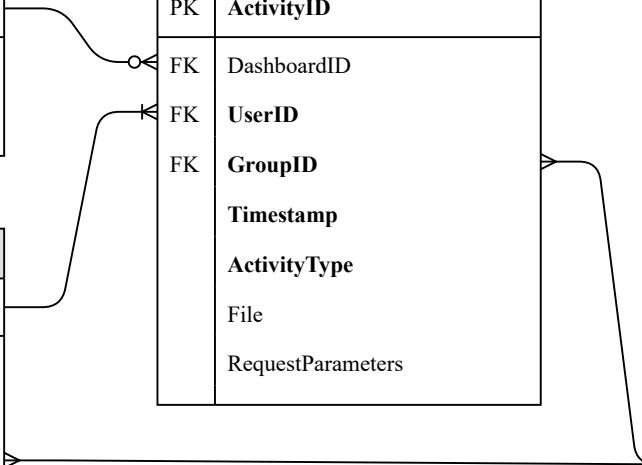 PK ActivityID
FK DashboardID
FK UserID
FK GroupID
Timestamp
ActivityType
File
RequestParameters